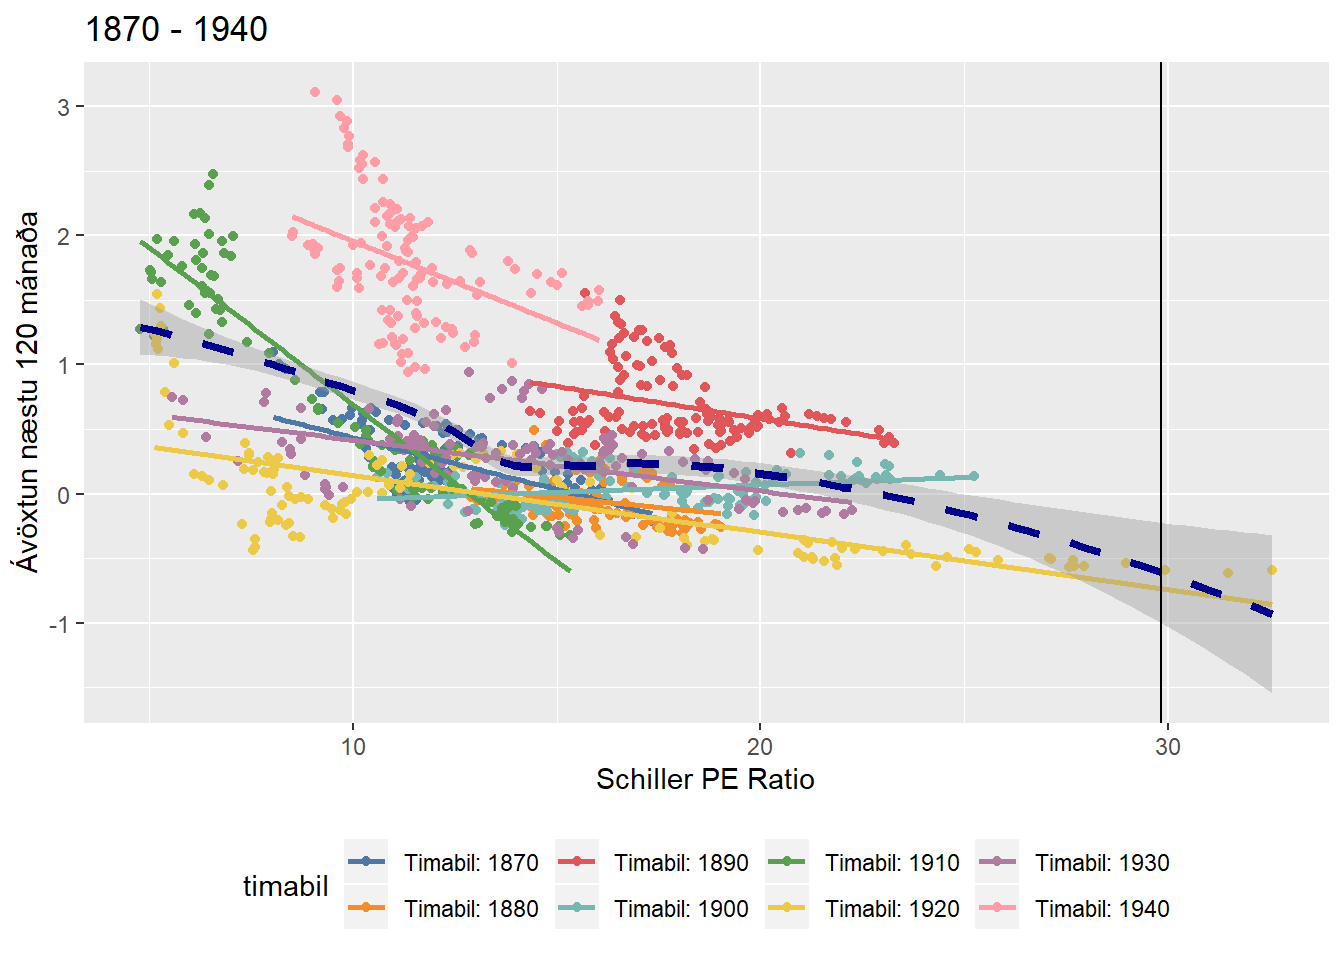 1870 - 1940
3
2
1
0
-1
Ávöxtun næstu 120 mánaða
10 20 30
Schiller PE Ratio
timabil
Timabil: 1870 Timabil: 1890 Timabil: 1910 Timabil: 1930
Timabil: 1880 Timabil: 1900 Timabil: 1920 Timabil: 1940